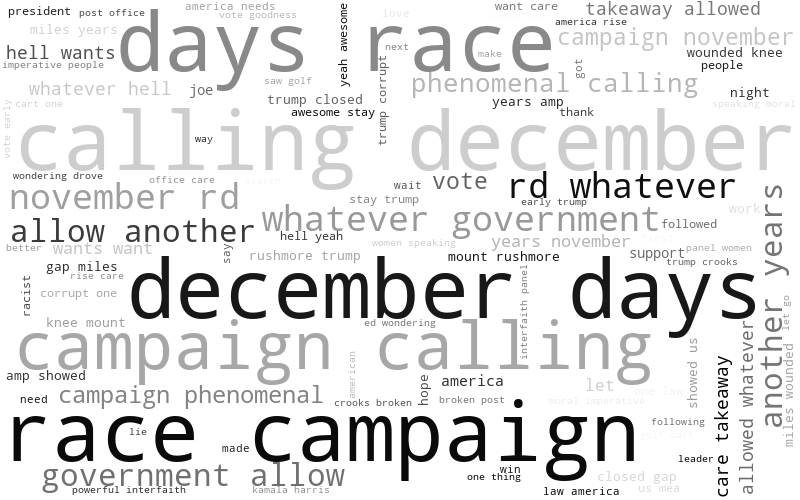 president
post office
america needs
vote goodness
love
want care
takeaway allowed
america rise
miles years
days race
yeah awesome
campaign november
hell wants
next
make
wounded knee
people
imperative people
saw golf
got
whatever hell
joe
phenomenal calling
night
trump closed
years amp
cart one
awesome stay
trump corrupt
thank
speaking moral
vote early
calling december
way
wondering drove
office care
search
wait
vote
rd whatever
november rd
stay trump
early trump
work
whatever government
followed
allow another
hell yeah
women speaking
years november
better
wants want
say
rushmore trump
mount rushmore
support
panel women
trump crooks
gap miles
rise care
racist
corrupt one
december days
another years
let go
interfaith panel
knee mount
ed wondering
campaign calling
american
amp showed
hope
america
let
one law
showed us
allowed whatever
miles wounded
need
campaign phenomenal
crooks broken
broken post
moral imperative
care takeaway
race campaign
lie
following
golf cart
made
leader
win
one thing
government allow
closed gap
powerful interfaith
kamala harris
law america
us mea